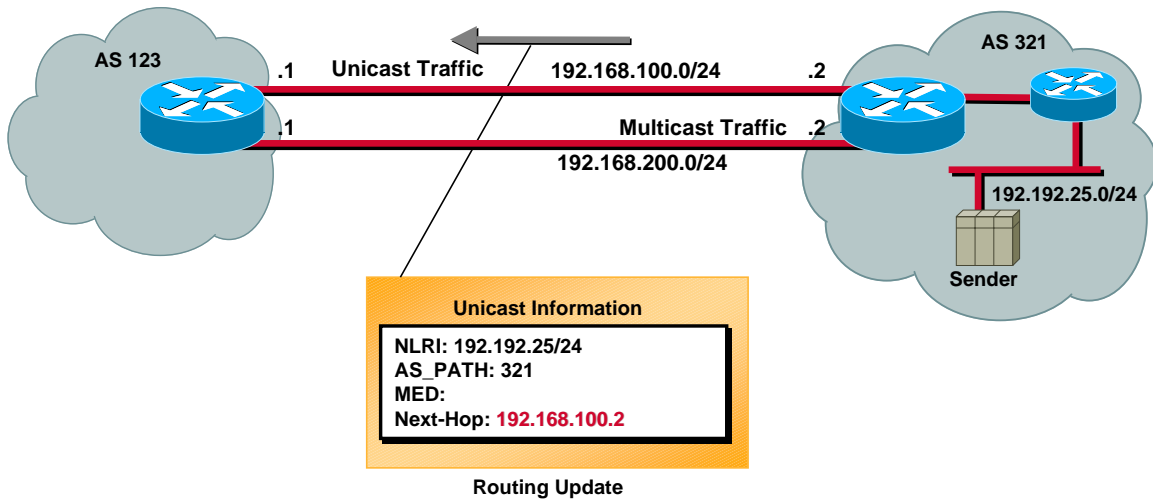 AS 123
AS 321
.1 Unicast Traffic 192.168.100.0/24 .2
.1 Multicast Traffic .2
192.168.200.0/24
192.192.25.0/24
Sender
Unicast Information
NLRI: 192.192.25/24
AS_PATH: 321
MED:
Next-Hop: 192.168.100.2
Routing Update